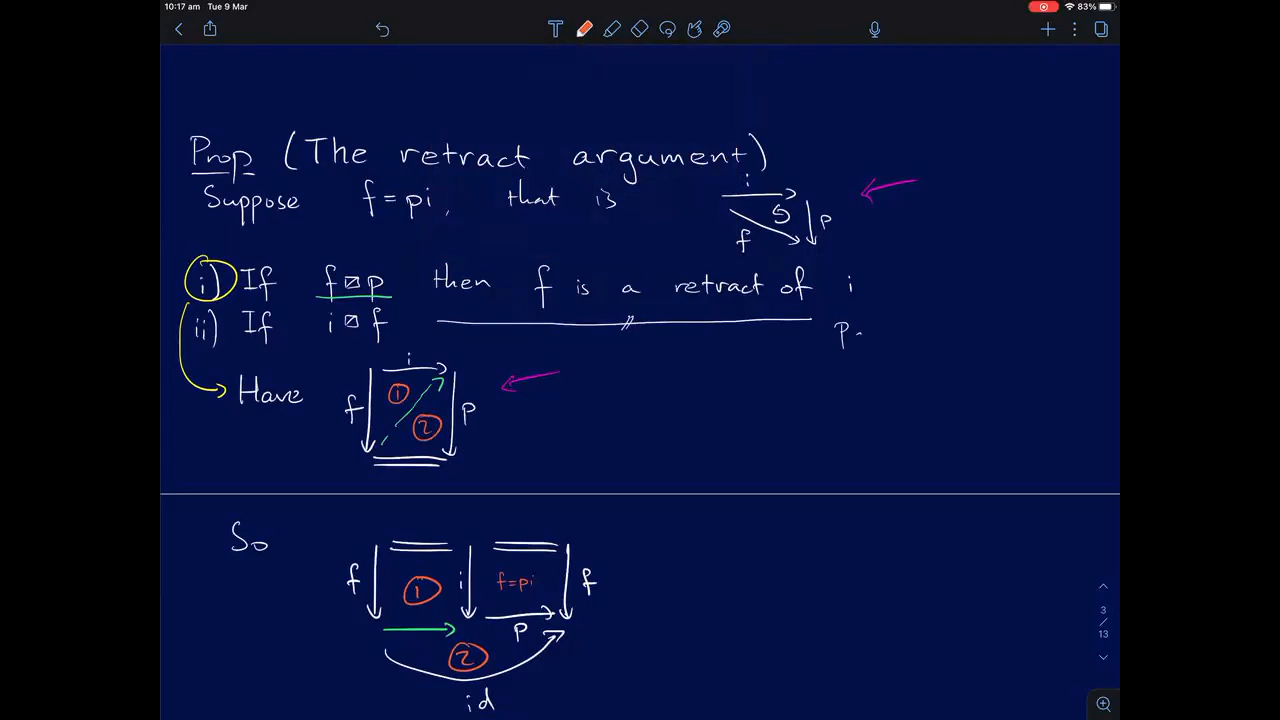 10:17 am Tue 9 Mar
83%
Prop (The retract argument)
Suppose f = pi, that is
i
f
p
i) If f ⧄ p then f is a retract of i
ii) If i ⧄ f ——〃—— p.
Have
i
f
1
2
p
So
f
1
i
f=pi
f
p
2
id
3
/
13